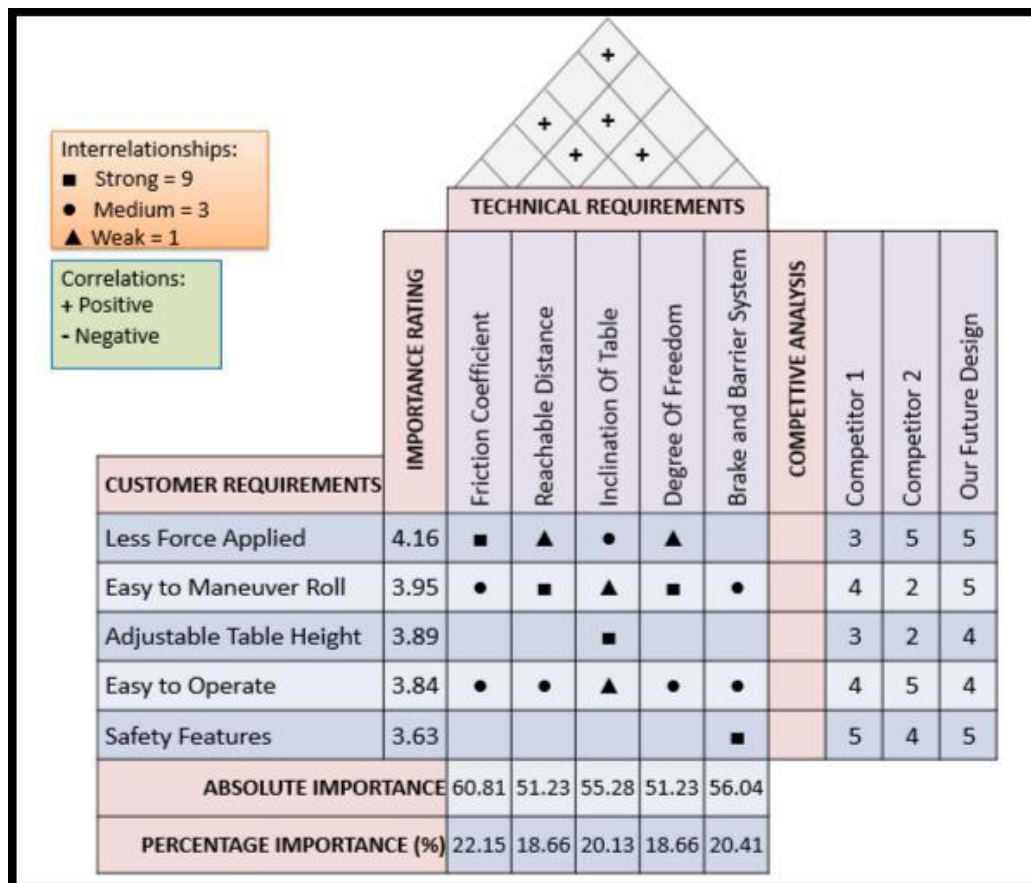 Interrelationships:
■ Strong = 9
● Medium = 3
▲ Weak = 1
Correlations:
+ Positive
- Negative
+
+ +
+ +
TECHNICAL REQUIREMENTS
IMPORTANCE RATING
Friction Coefficient
Reachable Distance
Inclination Of Table
Degree Of Freedom
Brake and Barrier System
COMPETTIVE ANALYSIS
Competitor 1
Competitor 2
Our Future Design
CUSTOMER REQUIREMENTS
Less Force Applied 4.16 ■ ▲ ● ▲ 3 5 5
Easy to Maneuver Roll 3.95 ● ■ ▲ ■ ● 4 2 5
Adjustable Table Height 3.89 ■ 3 2 4
Easy to Operate 3.84 ● ● ▲ ● ● 4 5 4
Safety Features 3.63 ■ 5 4 5
ABSOLUTE IMPORTANCE 60.81 51.23 55.28 51.23 56.04
PERCENTAGE IMPORTANCE (%) 22.15 18.66 20.13 18.66 20.41